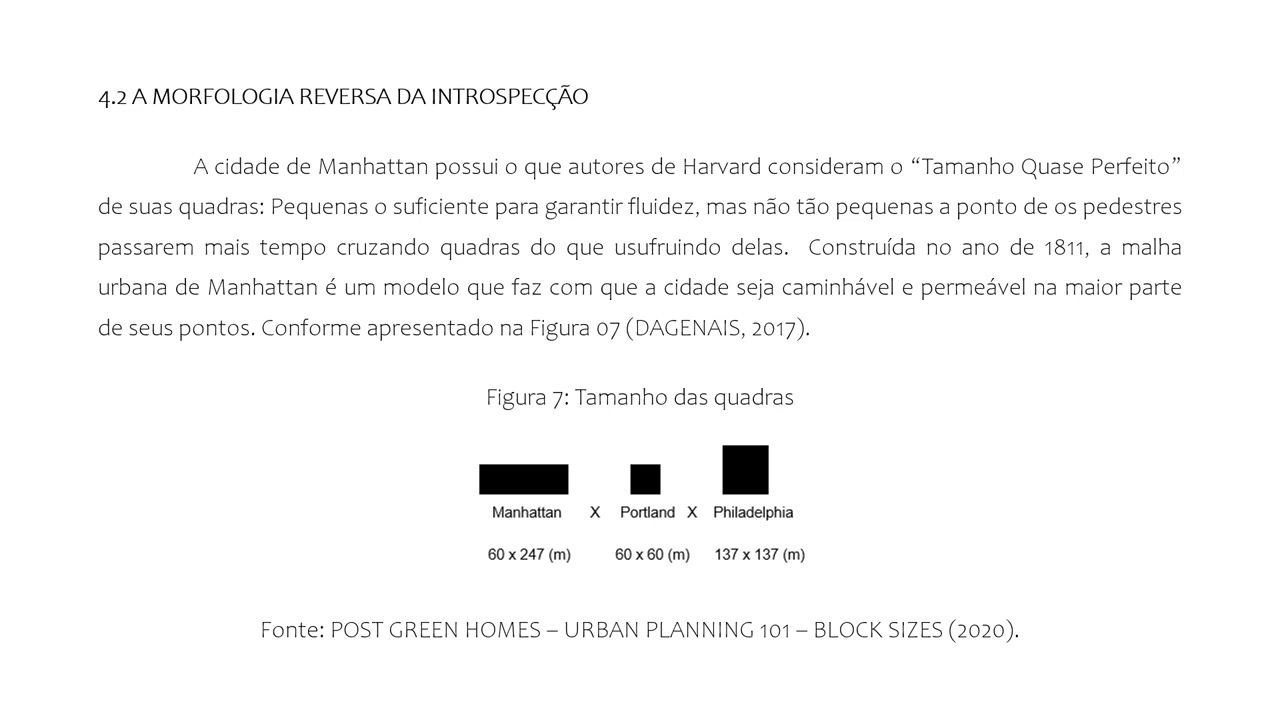 4.2 A MORFOLOGIA REVERSA DA INTROSPECÇÃO
A cidade de Manhattan possui o que autores de Harvard consideram o “Tamanho Quase Perfeito”
de suas quadras: Pequenas o suficiente para garantir fluidez, mas não tão pequenas a ponto de os pedestres
passarem mais tempo cruzando quadras do que usufruindo delas. Construída no ano de 1811, a malha
urbana de Manhattan é um modelo que faz com que a cidade seja caminhável e permeável na maior parte
de seus pontos. Conforme apresentado na Figura 07 (DAGENAIS, 2017).
Figura 7: Tamanho das quadras
Manhattan X Portland X Philadelphia
60 x 247 (m) 60 x 60 (m) 137 x 137 (m)
Fonte: POST GREEN HOMES – URBAN PLANNING 101 – BLOCK SIZES (2020).